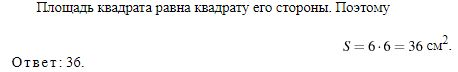 Площадь квадрата равна квадрату его стороны. Поэтому
S = 6 · 6 = 36 см².
Ответ: 36.